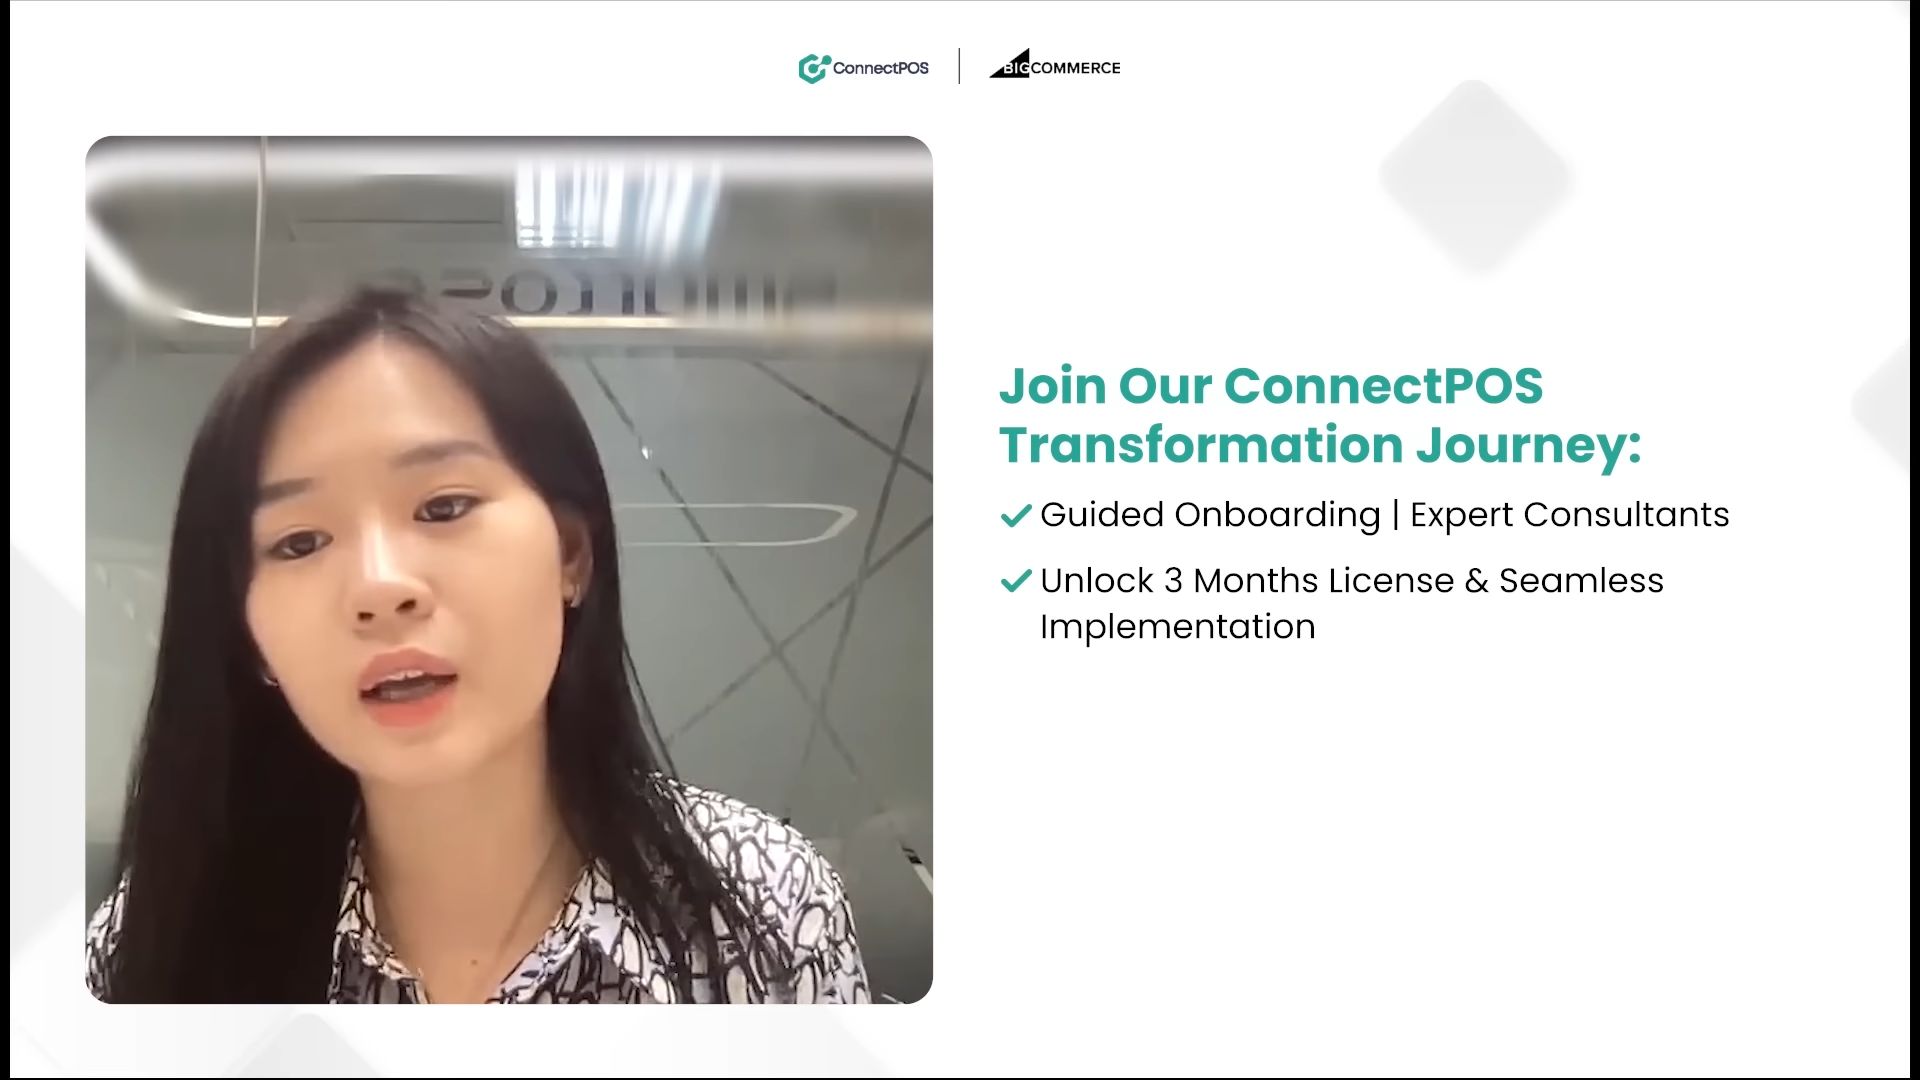 ConnectPOS
BIGCOMMERCE
Join Our ConnectPOS
Transformation Journey:
Guided Onboarding | Expert Consultants
Unlock 3 Months License & Seamless
Implementation